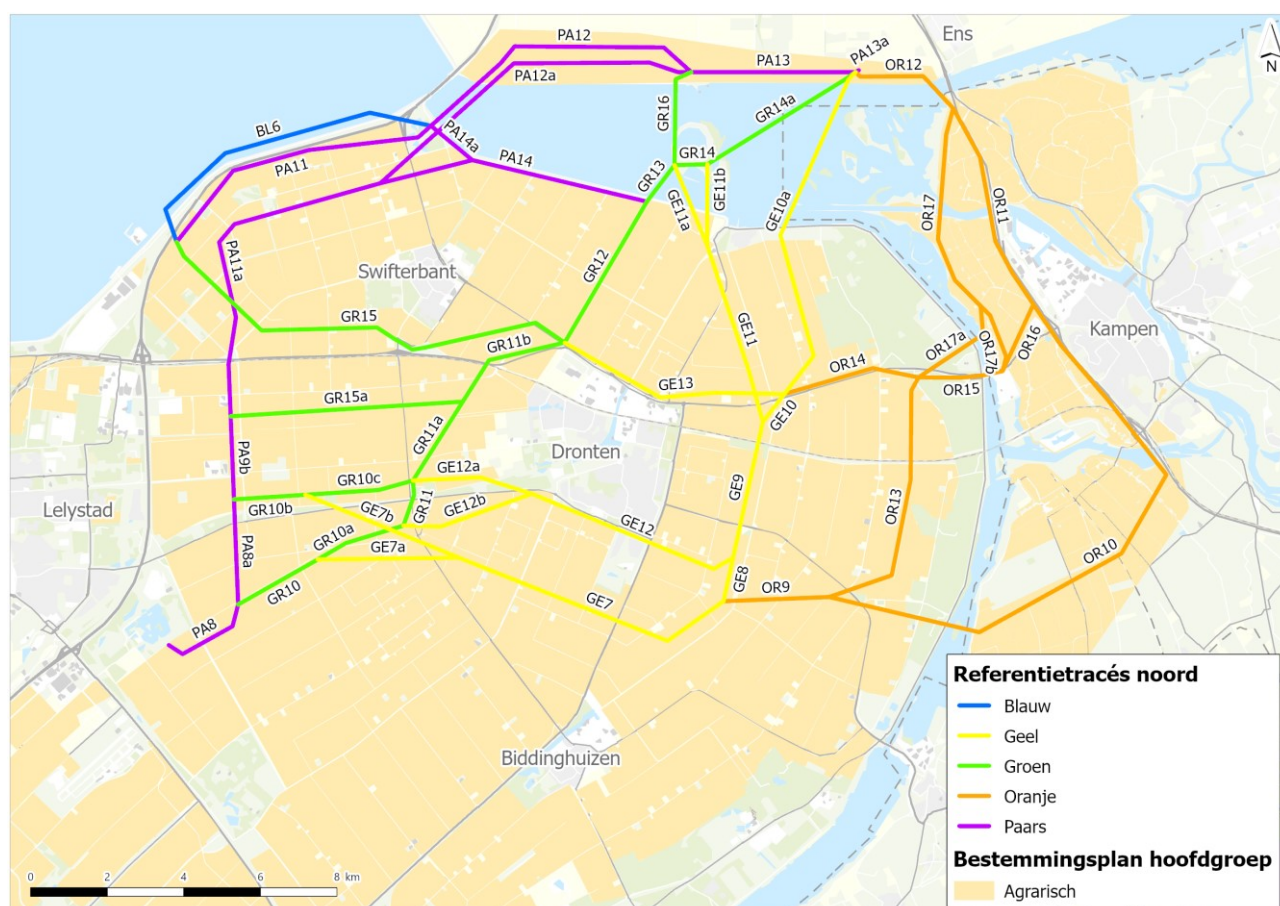 PA12
Ens
PA13a
PA12a
PA13
OR12
GR16
GR14a
BL6
PA14a
PA11
PA14
GR14
GR13
GE11b
GE11a
GE10a
OR17
OR11
PA11a
Swifterbant
GR12
GR15
GR11b
GE11
OR17a
OR17b
OR16
Kampen
OR14
OR15
GE13
GR15a
GR11a
GE10
Dronten
PA9b
GE12a
GE9
Lelystad
GR10c
GR10b
GE7b
GR11
GE12b
GE12
OR13
GR10a
GE7a
PA8a
OR10
GR10
GE7
GE8
OR9
PA8
Biddinghuizen
N
Referentietracés noord
Blauw
Geel
Groen
Oranje
Paars
Bestemmingsplan hoofdgroep
Agrarisch
0 2 4 6 8 km